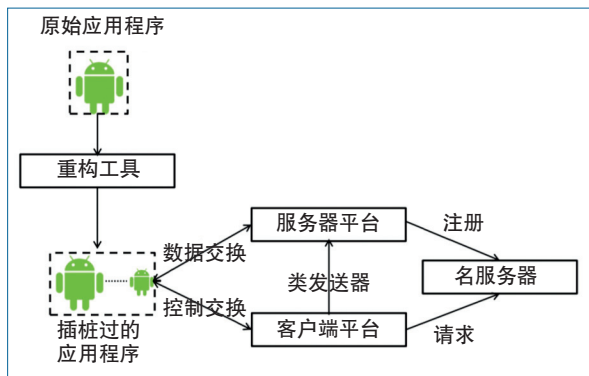 原始应用程序
重构工具
服务器平台
注册
数据交换
类发送器
名服务器
控制交换
插桩过的
应用程序
客户端平台
请求